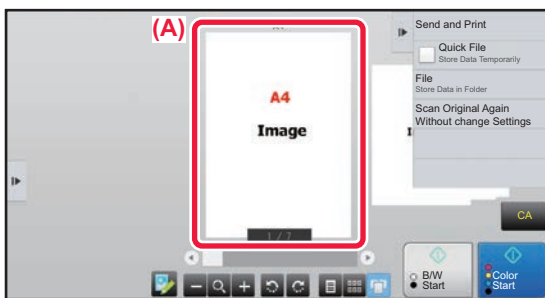 (A)
A4
Image
1 / 7
Send and Print
Quick File
Store Data Temporarily
File
Store Data in Folder
Scan Original Again
Without change Settings
CA
B/W
Start
Color
Start